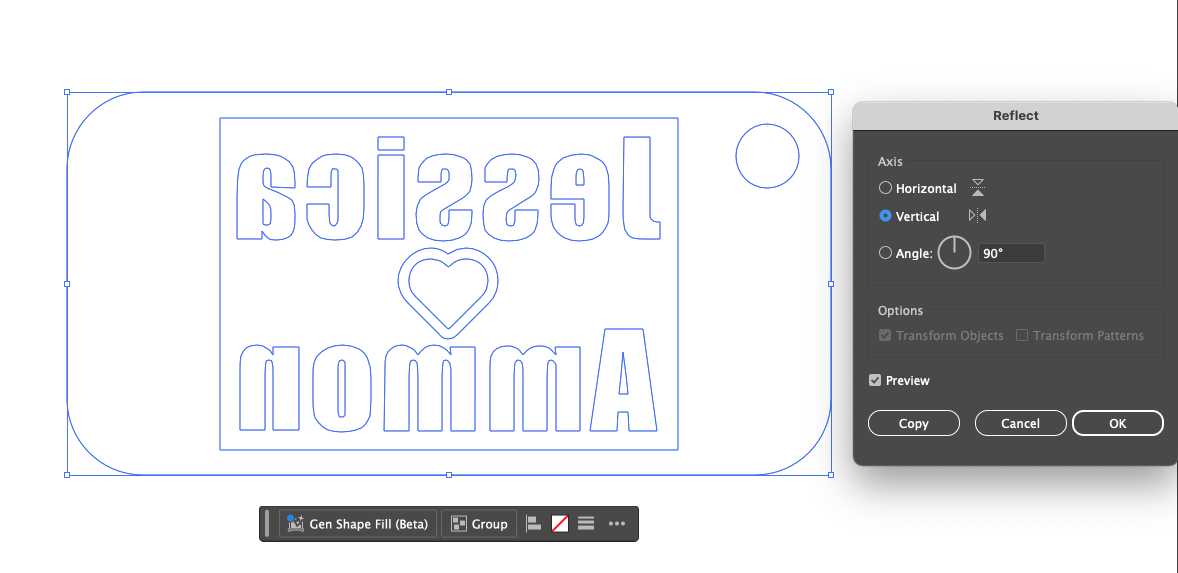 Jessica
Ammon
Reflect
Axis
Horizontal
Vertical
Angle: 90°
Options
Transform Objects Transform Patterns
Preview
Copy Cancel OK
Gen Shape Fill (Beta) Group